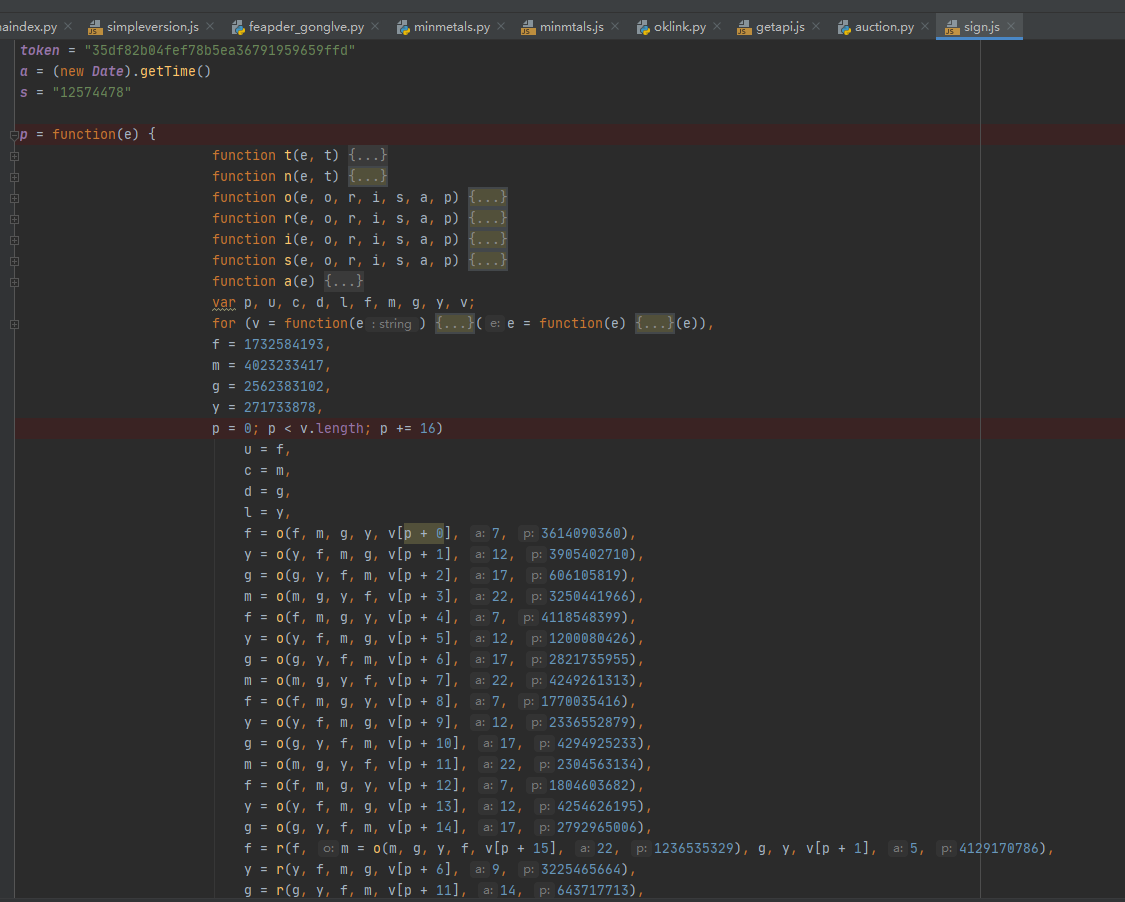 naindex.py × simpleversion.js × feapder_gonglve.py × minmetals.py × minmtals.js × oklink.py × getapi.js × auction.py × sign.js ×
token = "35df82b04fef78b5ea36791959659ffd"
a = (new Date).getTime()
s = "12574478"
p = function(e) {
function t(e, t) {...}
function n(e, t) {...}
function o(e, o, r, i, s, a, p) {...}
function r(e, o, r, i, s, a, p) {...}
function i(e, o, r, i, s, a, p) {...}
function s(e, o, r, i, s, a, p) {...}
function a(e) {...}
var p, u, c, d, l, f, m, g, y, v;
for (v = function(e : string ) {...}( e: e = function(e) {...}(e)),
f = 1732584193,
m = 4023233417,
g = 2562383102,
y = 271733878,
p = 0; p < v.length; p += 16)
u = f,
c = m,
d = g,
l = y,
f = o(f, m, g, y, v[p + 0], a: 7, p: 3614090360),
y = o(y, f, m, g, v[p + 1], a: 12, p: 3905402710),
g = o(g, y, f, m, v[p + 2], a: 17, p: 606105819),
m = o(m, g, y, f, v[p + 3], a: 22, p: 3250441966),
f = o(f, m, g, y, v[p + 4], a: 7, p: 4118548399),
y = o(y, f, m, g, v[p + 5], a: 12, p: 1200080426),
g = o(g, y, f, m, v[p + 6], a: 17, p: 2821735955),
m = o(m, g, y, f, v[p + 7], a: 22, p: 4249261313),
f = o(f, m, g, y, v[p + 8], a: 7, p: 1770035416),
y = o(y, f, m, g, v[p + 9], a: 12, p: 2336552879),
g = o(g, y, f, m, v[p + 10], a: 17, p: 4294925233),
m = o(m, g, y, f, v[p + 11], a: 22, p: 2304563134),
f = o(f, m, g, y, v[p + 12], a: 7, p: 1804603682),
y = o(y, f, m, g, v[p + 13], a: 12, p: 4254626195),
g = o(g, y, f, m, v[p + 14], a: 17, p: 2792965006),
f = r(f, o: m = o(m, g, y, f, v[p + 15], a: 22, p: 1236535329), g, y, v[p + 1], a: 5, p: 4129170786),
y = r(y, f, m, g, v[p + 6], a: 9, p: 3225465664),
g = r(g, y, f, m, v[p + 11], a: 14, p: 643717713),